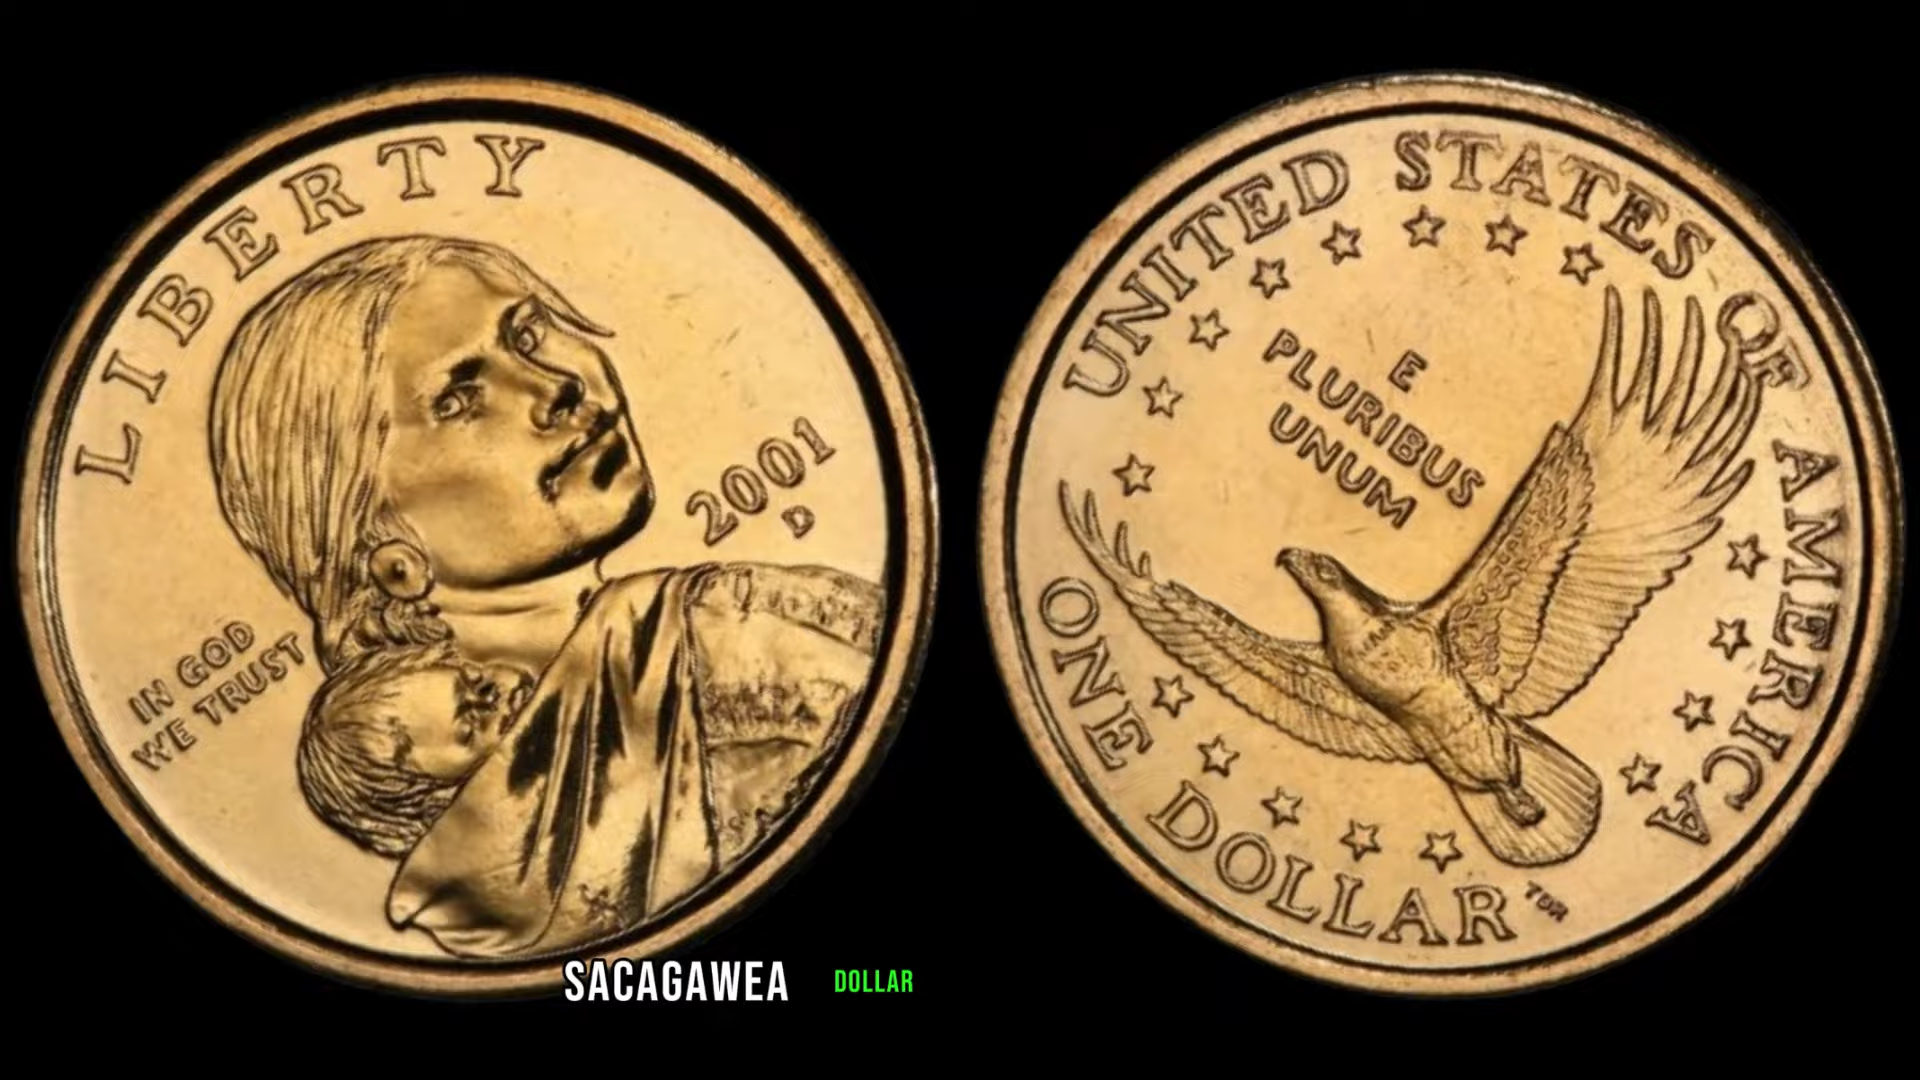 LIBERTY
IN GOD
WE TRUST
2001
D
UNITED STATES OF AMERICA
E
PLURIBUS
UNUM
ONE DOLLAR
TDR
SACAGAWEA DOLLAR